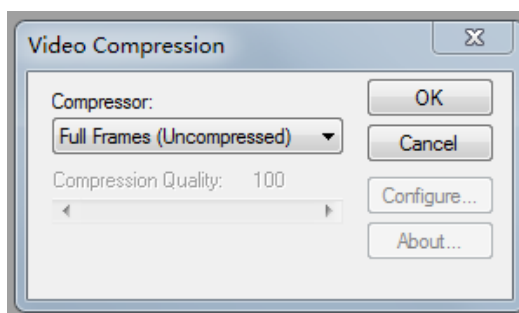 Video Compression
Compressor:
OK
Full Frames (Uncompressed)
Cancel
Compression Quality: 100
Configure...
About...